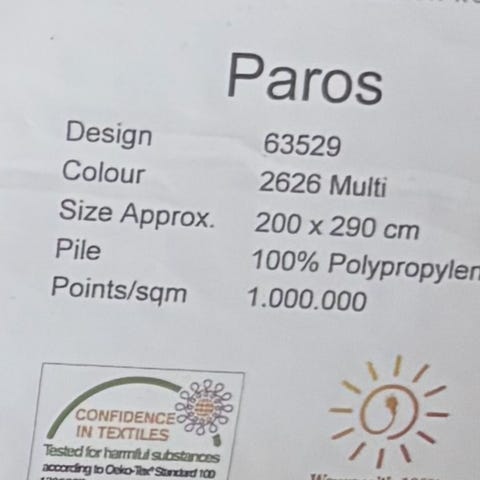 Paros
Design 63529
Colour 2626 Multi
Size Approx. 200 x 290 cm
Pile 100% Polypropylen
Points/sqm 1.000.000
CONFIDENCE
IN TEXTILES
Tested for harmful substances
according to Oeko-Tex® Standard 100